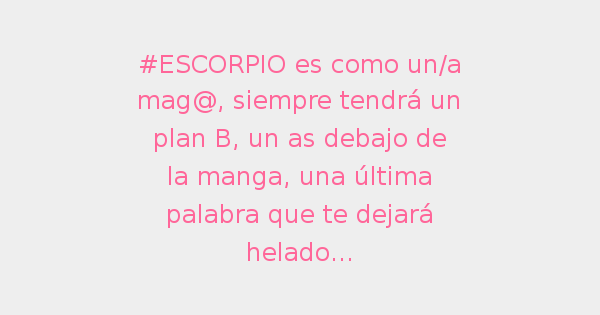 #ESCORPIO es como un/a
mag@, siempre tendrá un
plan B, un as debajo de
la manga, una última
palabra que te dejará
helado...